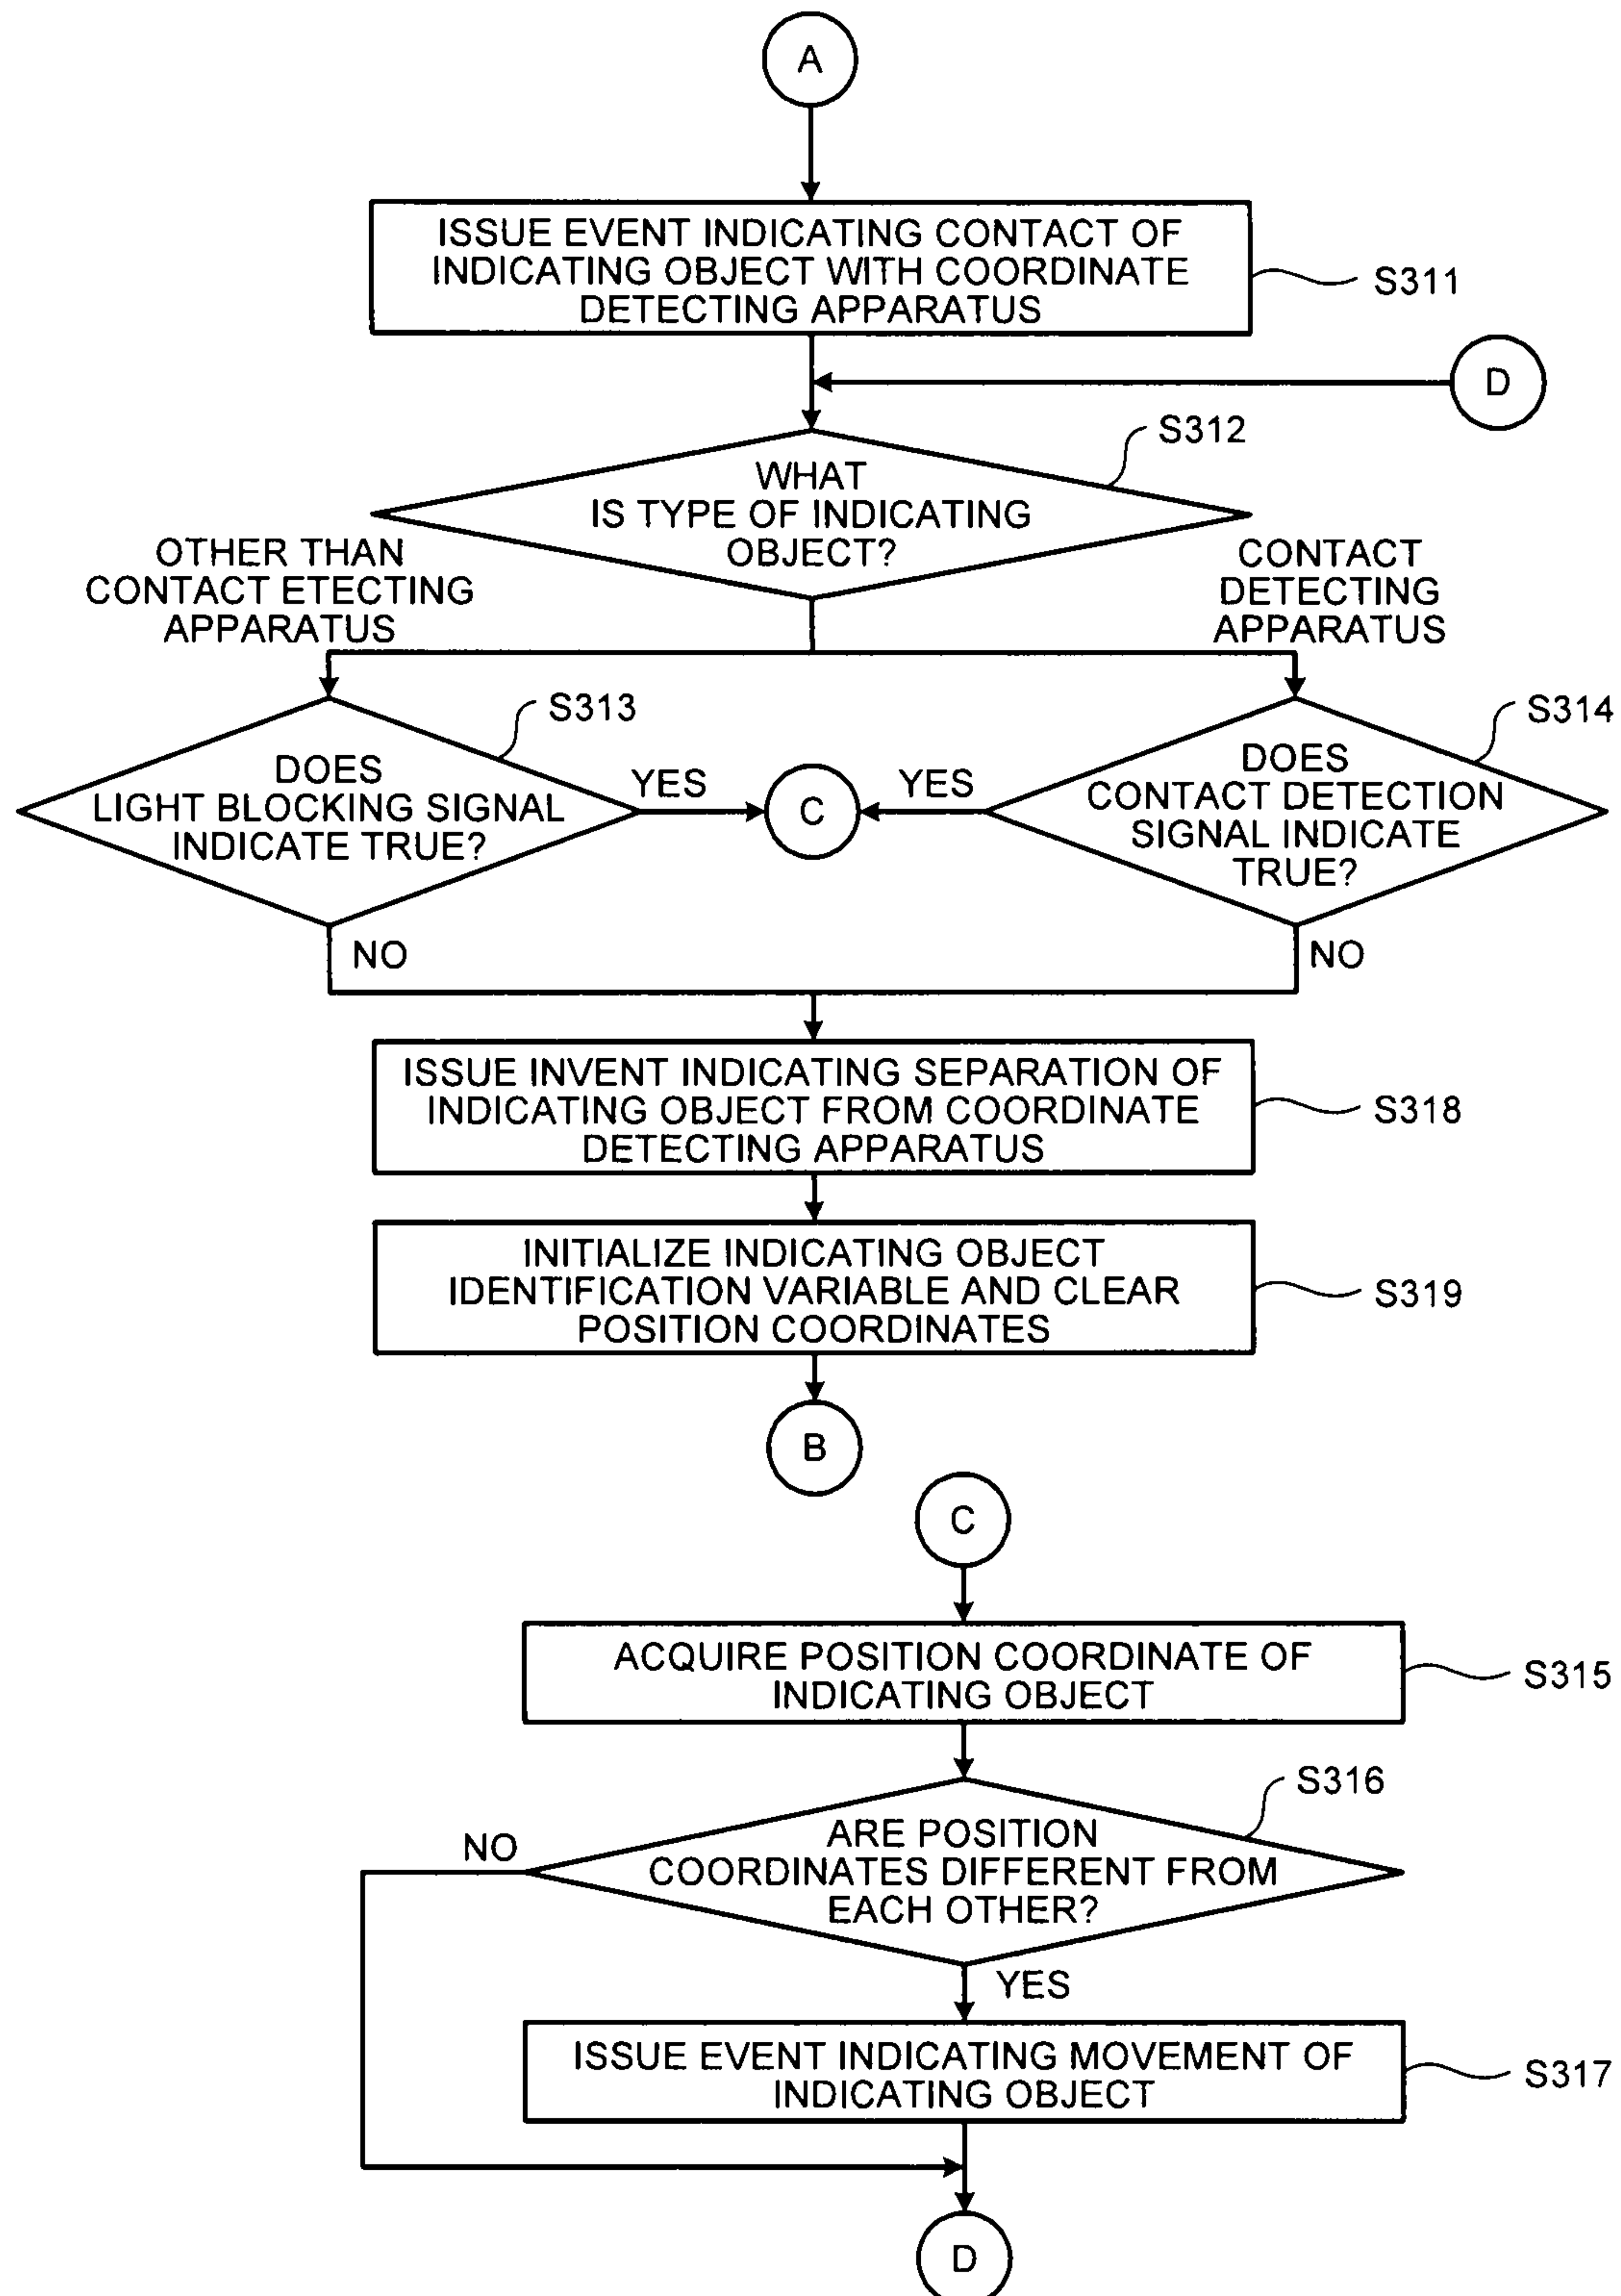 A
ISSUE EVENT INDICATING CONTACT OF
INDICATING OBJECT WITH COORDINATE
DETECTING APPARATUS
S311
D
S312
WHAT
IS TYPE OF INDICATING
OBJECT?
OTHER THAN
CONTACT ETECTING
APPARATUS
CONTACT
DETECTING
APPARATUS
S313
DOES
LIGHT BLOCKING SIGNAL
INDICATE TRUE?
YES
C
YES
S314
DOES
CONTACT DETECTION
SIGNAL INDICATE
TRUE?
NO
NO
ISSUE INVENT INDICATING SEPARATION OF
INDICATING OBJECT FROM COORDINATE
DETECTING APPARATUS
S318
INITIALIZE INDICATING OBJECT
IDENTIFICATION VARIABLE AND CLEAR
POSITION COORDINATES
S319
B
C
ACQUIRE POSITION COORDINATE OF
INDICATING OBJECT
S315
S316
ARE POSITION
COORDINATES DIFFERENT FROM
EACH OTHER?
NO
YES
ISSUE EVENT INDICATING MOVEMENT OF
INDICATING OBJECT
S317
D